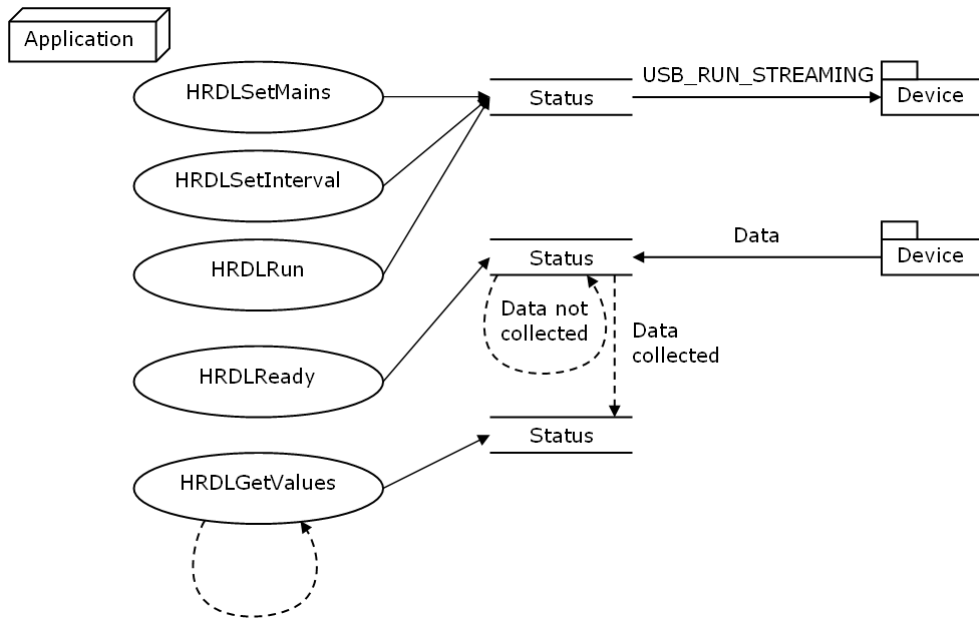 Application
HRDLSetMains
Status
USB_RUN_STREAMING
Device
HRDLSetInterval
HRDLRun
Status
Data
Device
Data not
collected
Data
collected
HRDLReady
Status
HRDLGetValues